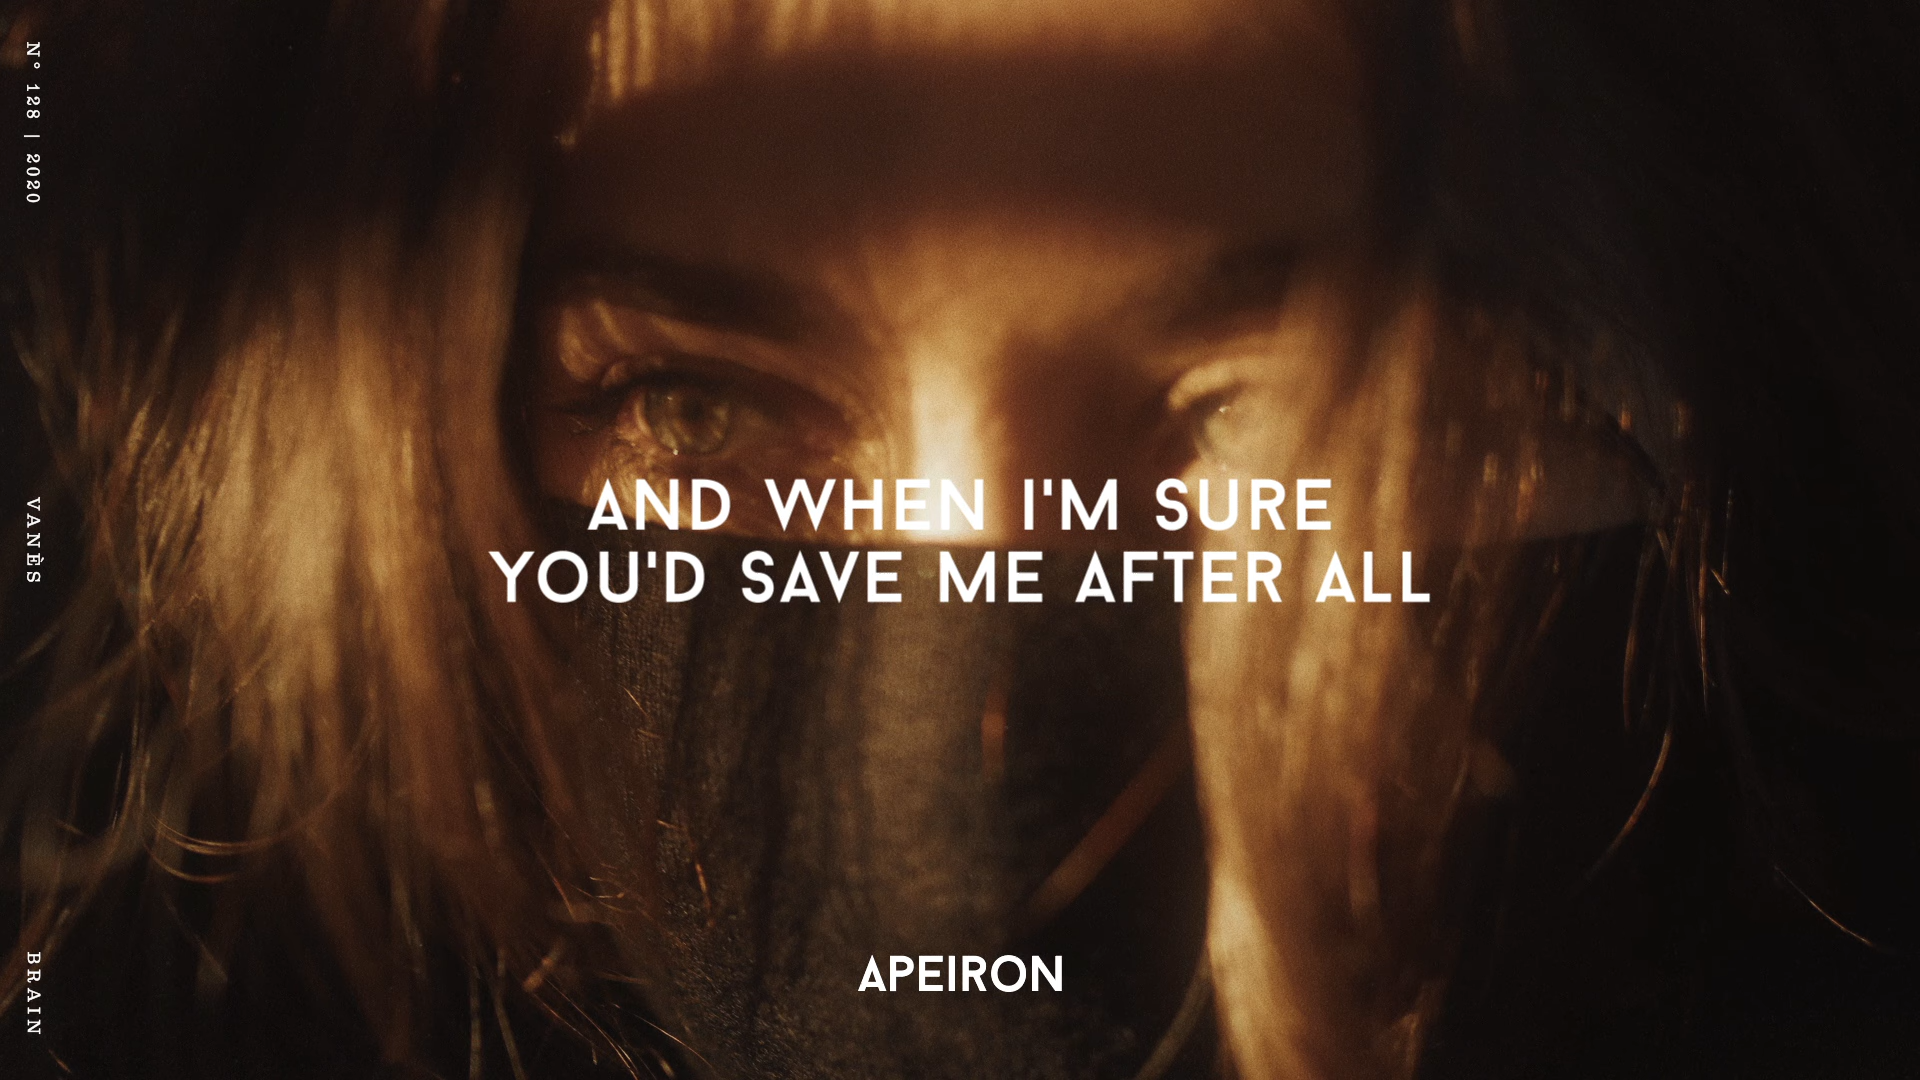 N° 128 | 2020
VANÈS
BRAIN
AND WHEN I'M SURE
YOU'D SAVE ME AFTER ALL
APEIRON